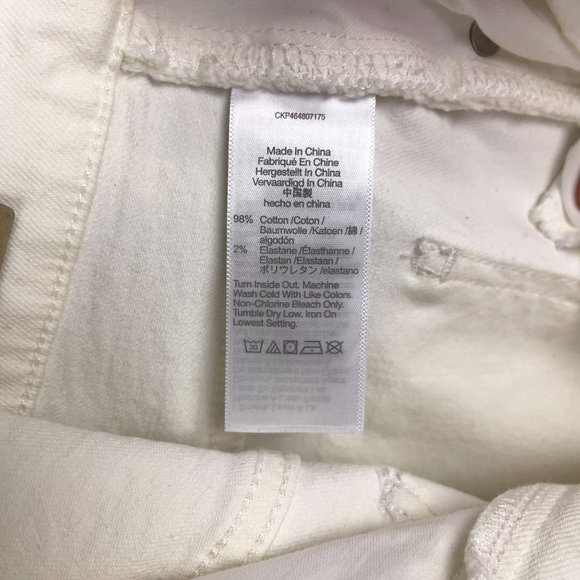 CKP464807175
Made In China
Fabriqué En Chine
Hergestellt In China
Vervaardigd In China
中国製
hecho en china
98% Cotton /Coton /
Baumwolle /Katoen /綿 /
algodón
2% Elastane /Élasthanne /
Elastan /Elastaan /
ポリウレタン /elastano
Turn Inside Out. Machine
Wash Cold With Like Colors.
Non-Chlorine Bleach Only.
Tumble Dry Low. Iron On
Lowest Setting.
30